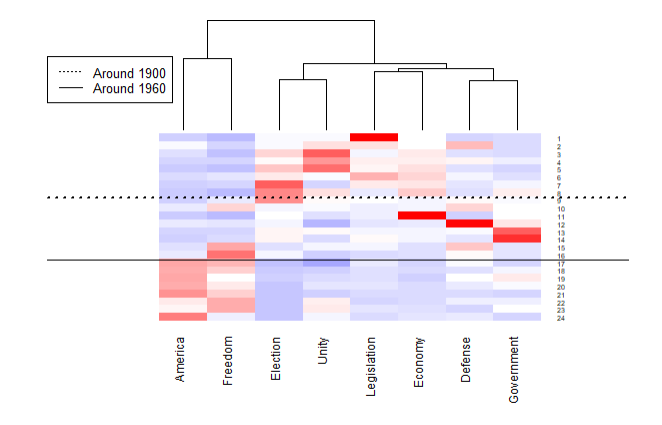 Around 1900
Around 1960
1
2
3
4
5
6
7
8
9
10
11
12
13
14
15
16
17
18
19
20
21
22
23
24
America
Freedom
Election
Unity
Legislation
Economy
Defense
Government